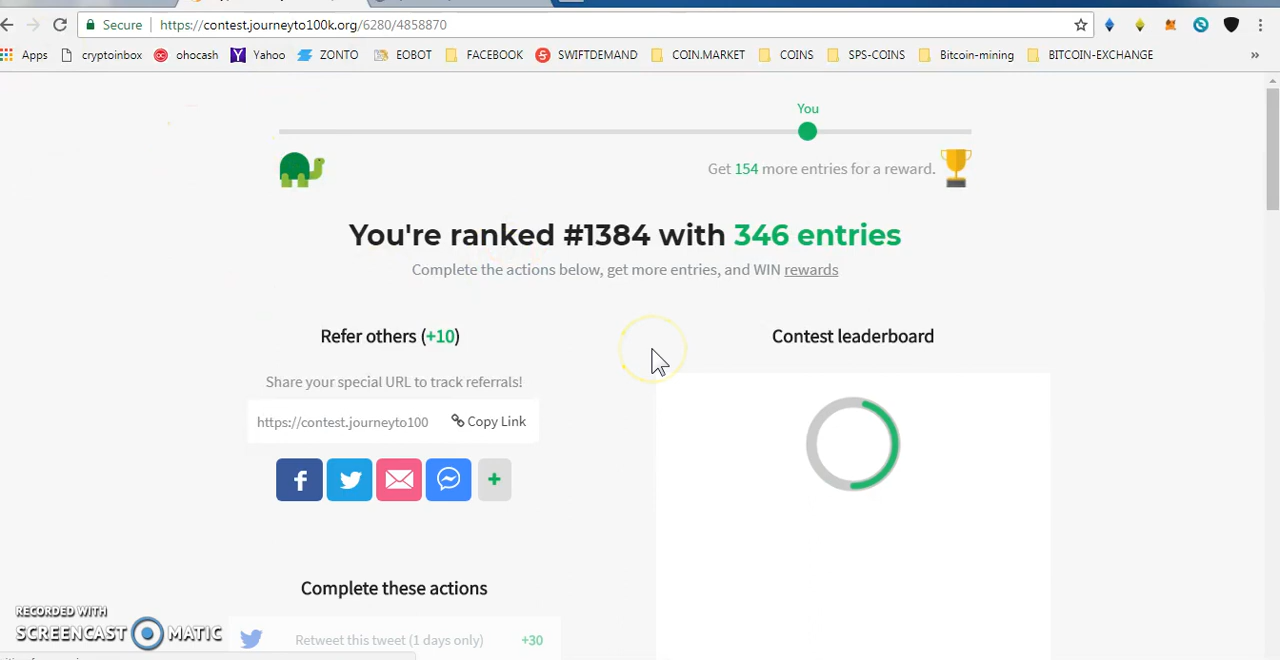 Secure https://contest.journeyto100k.org/6280/4858870
Apps cryptoinbox ohocash Yahoo ZONTO EOBOT FACEBOOK SWIFTDEMAND COIN.MARKET COINS SPS-COINS Bitcoin-mining BITCOIN-EXCHANGE »
You
Get 154 more entries for a reward.
You're ranked #1384 with 346 entries
Complete the actions below, get more entries, and WIN rewards
Refer others (+10)
Contest leaderboard
Share your special URL to track referrals!
https://contest.journeyto100 Copy Link
Complete these actions
Retweet this tweet (1 days only) +30
RECORDED WITH
SCREENCAST MATIC